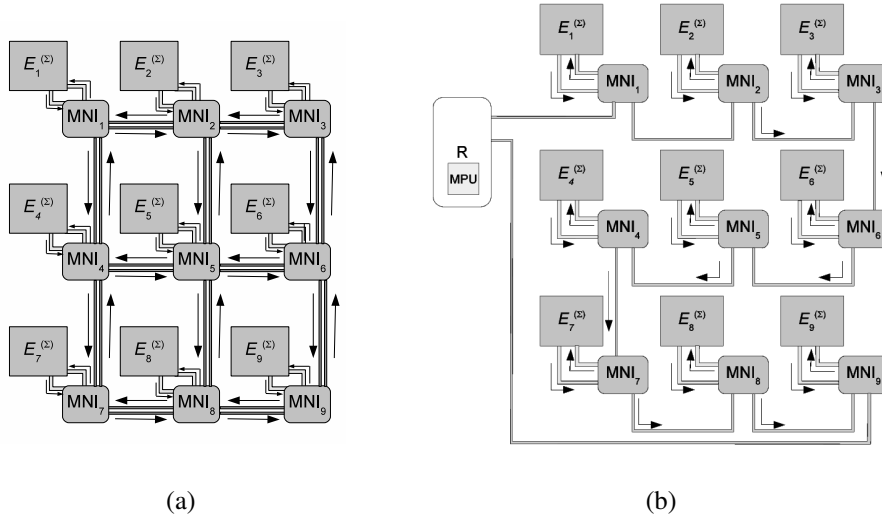 E₁⁽Σ⁾ E₂⁽Σ⁾ E₃⁽Σ⁾
MNI₁ MNI₂ MNI₃
E₄⁽Σ⁾ E₅⁽Σ⁾ E₆⁽Σ⁾
MNI₄ MNI₅ MNI₆
E₇⁽Σ⁾ E₈⁽Σ⁾ E₉⁽Σ⁾
MNI₇ MNI₈ MNI₉
(a)
E₁⁽Σ⁾ E₂⁽Σ⁾ E₃⁽Σ⁾
MNI₁ MNI₂ MNI₃
R
MPU
E₄⁽Σ⁾ E₅⁽Σ⁾ E₆⁽Σ⁾
MNI₄ MNI₅ MNI₆
E₇⁽Σ⁾ E₈⁽Σ⁾ E₉⁽Σ⁾
MNI₇ MNI₈ MNI₉
(b)